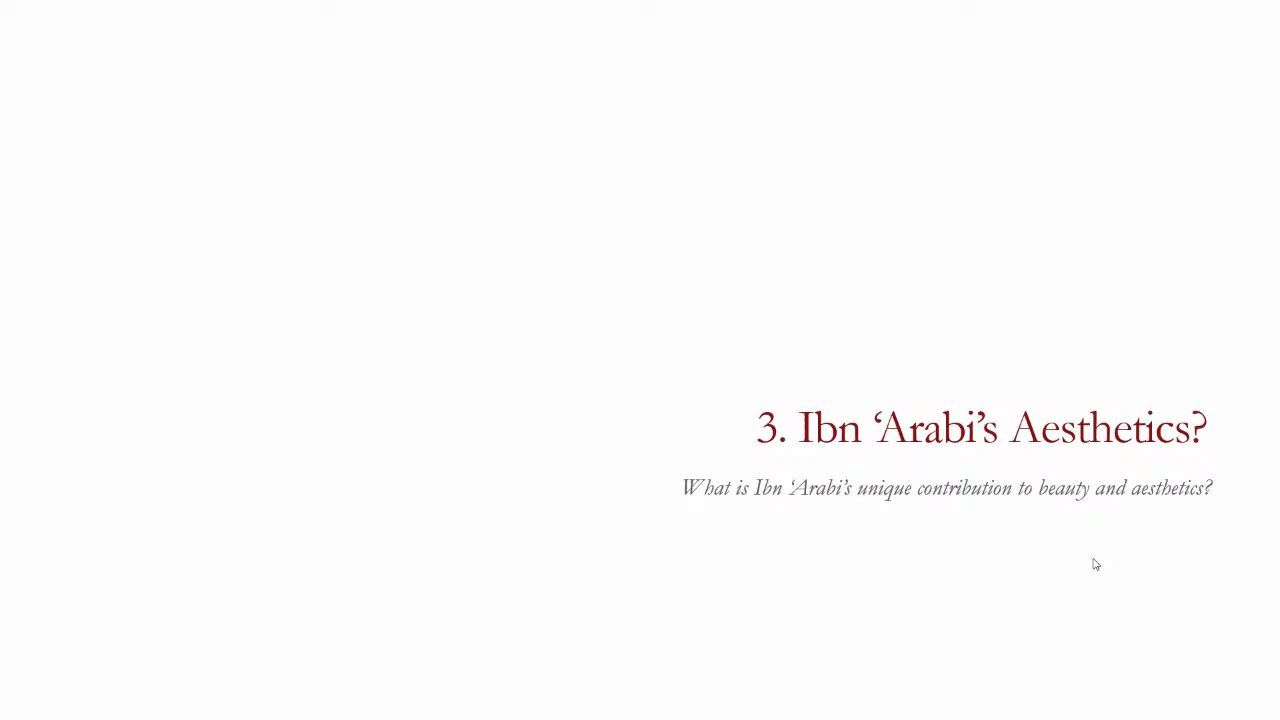 3. Ibn ‘Arabi’s Aesthetics?
What is Ibn ‘Arabi’s unique contribution to beauty and aesthetics?